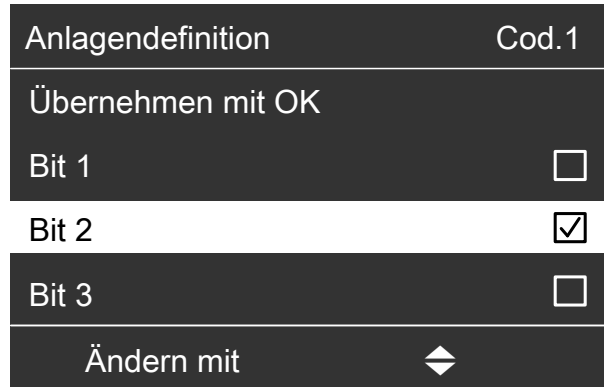 Anlagendefinition Cod.1
Übernehmen mit OK
Bit 1
Bit 2
Bit 3
Ändern mit